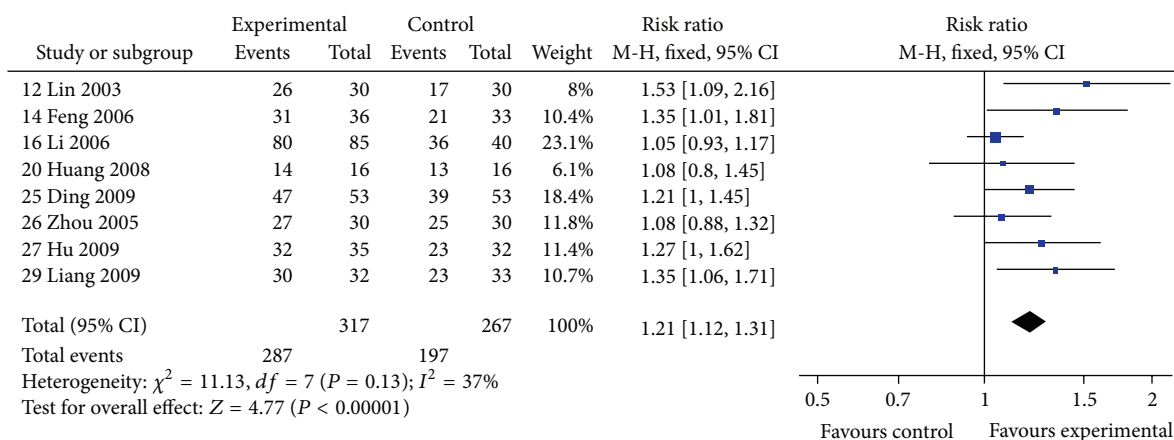 Experimental Control Risk ratio Risk ratio
Study or subgroup Events Total Events Total Weight M-H, fixed, 95% CI M-H, fixed, 95% CI
12 Lin 2003 26 30 17 30 8% 1.53 [1.09, 2.16]
14 Feng 2006 31 36 21 33 10.4% 1.35 [1.01, 1.81]
16 Li 2006 80 85 36 40 23.1% 1.05 [0.93, 1.17]
20 Huang 2008 14 16 13 16 6.1% 1.08 [0.8, 1.45]
25 Ding 2009 47 53 39 53 18.4% 1.21 [1, 1.45]
26 Zhou 2005 27 30 25 30 11.8% 1.08 [0.88, 1.32]
27 Hu 2009 32 35 23 32 11.4% 1.27 [1, 1.62]
29 Liang 2009 30 32 23 33 10.7% 1.35 [1.06, 1.71]
Total (95% CI) 317 267 100% 1.21 [1.12, 1.31]
Total events 287 197
Heterogeneity: χ² = 11.13, df = 7 (P = 0.13); I² = 37%
Test for overall effect: Z = 4.77 (P < 0.00001)
0.5 0.7 1 1.5 2
Favours control Favours experimental